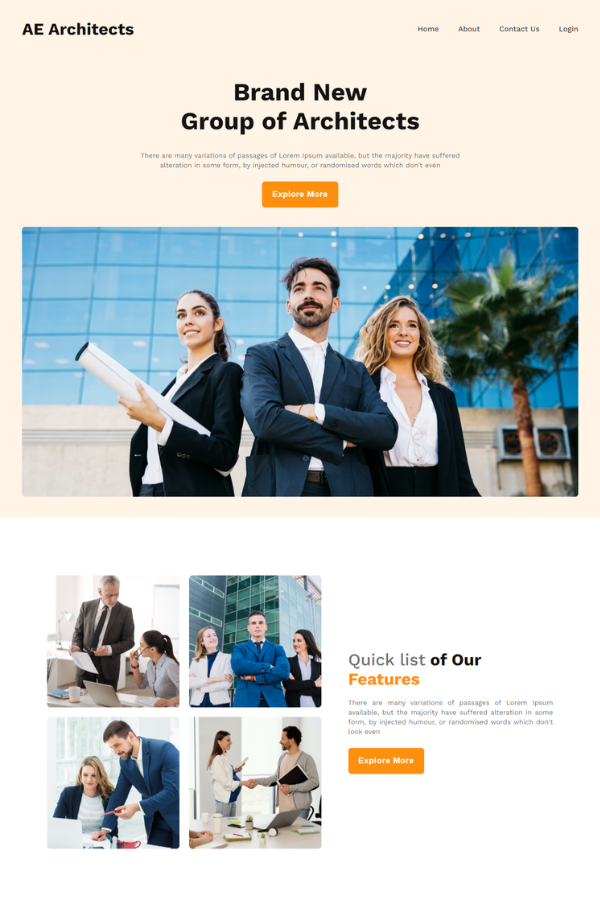 AE Architects
Home About Contact Us Login
Brand New
Group of Architects
There are many variations of passages of Lorem Ipsum available, but the majority have suffered
alteration in some form, by injected humour, or randomised words which don't even
Explore More
Quick list of Our
Features
There are many variations of passages of Lorem Ipsum
available, but the majority have suffered alteration in some
form, by injected humour, or randomised words which don't
look even
Explore More